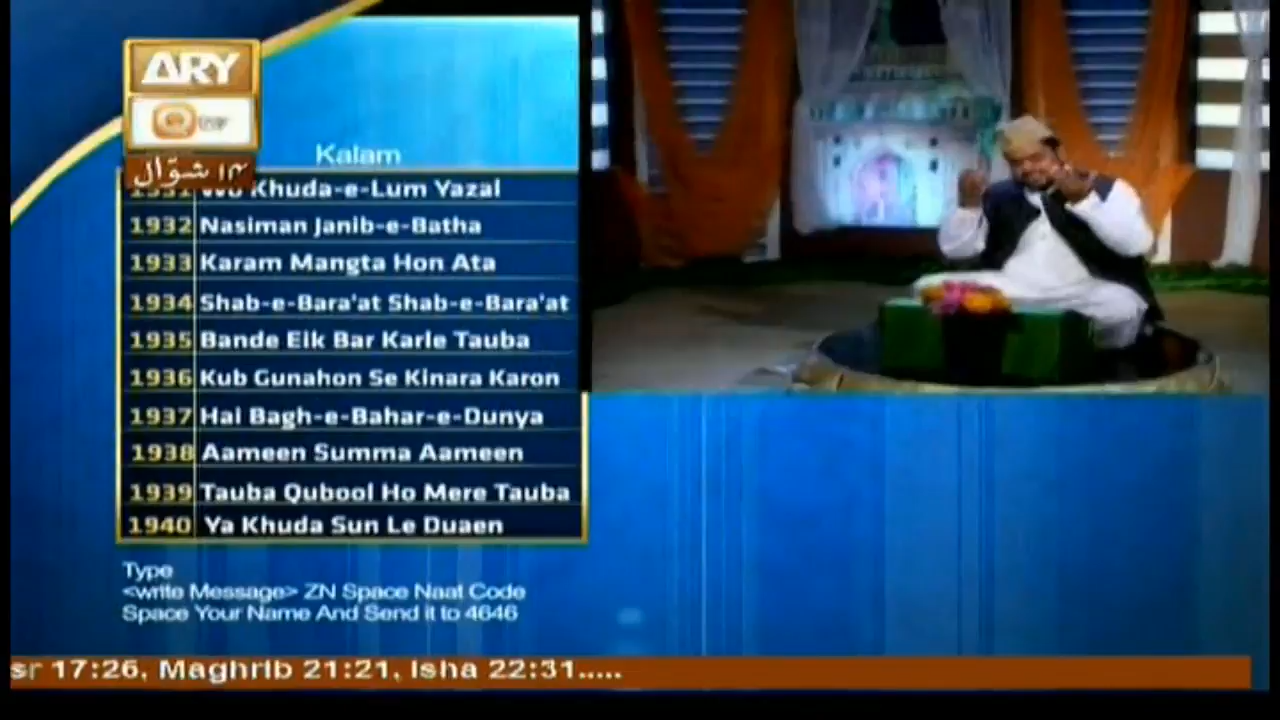 ARY
Q
Kalam
۱۴ شوّال
1931 Wo Khuda-e-Lum Yazal
1932 Nasiman Janib-e-Batha
1933 Karam Mangta Hon Ata
1934 Shab-e-Bara'at Shab-e-Bara'at
1935 Bande Eik Bar Karle Tauba
1936 Kub Gunahon Se Kinara Karon
1937 Hai Bagh-e-Bahar-e-Dunya
1938 Aameen Summa Aameen
1939 Tauba Qubool Ho Mere Tauba
1940 Ya Khuda Sun Le Duaen
Type
<write Message> ZN Space Naat Code
Space Your Name And Send it to 4646
sr 17:26, Maghrib 21:21, Isha 22:31.....